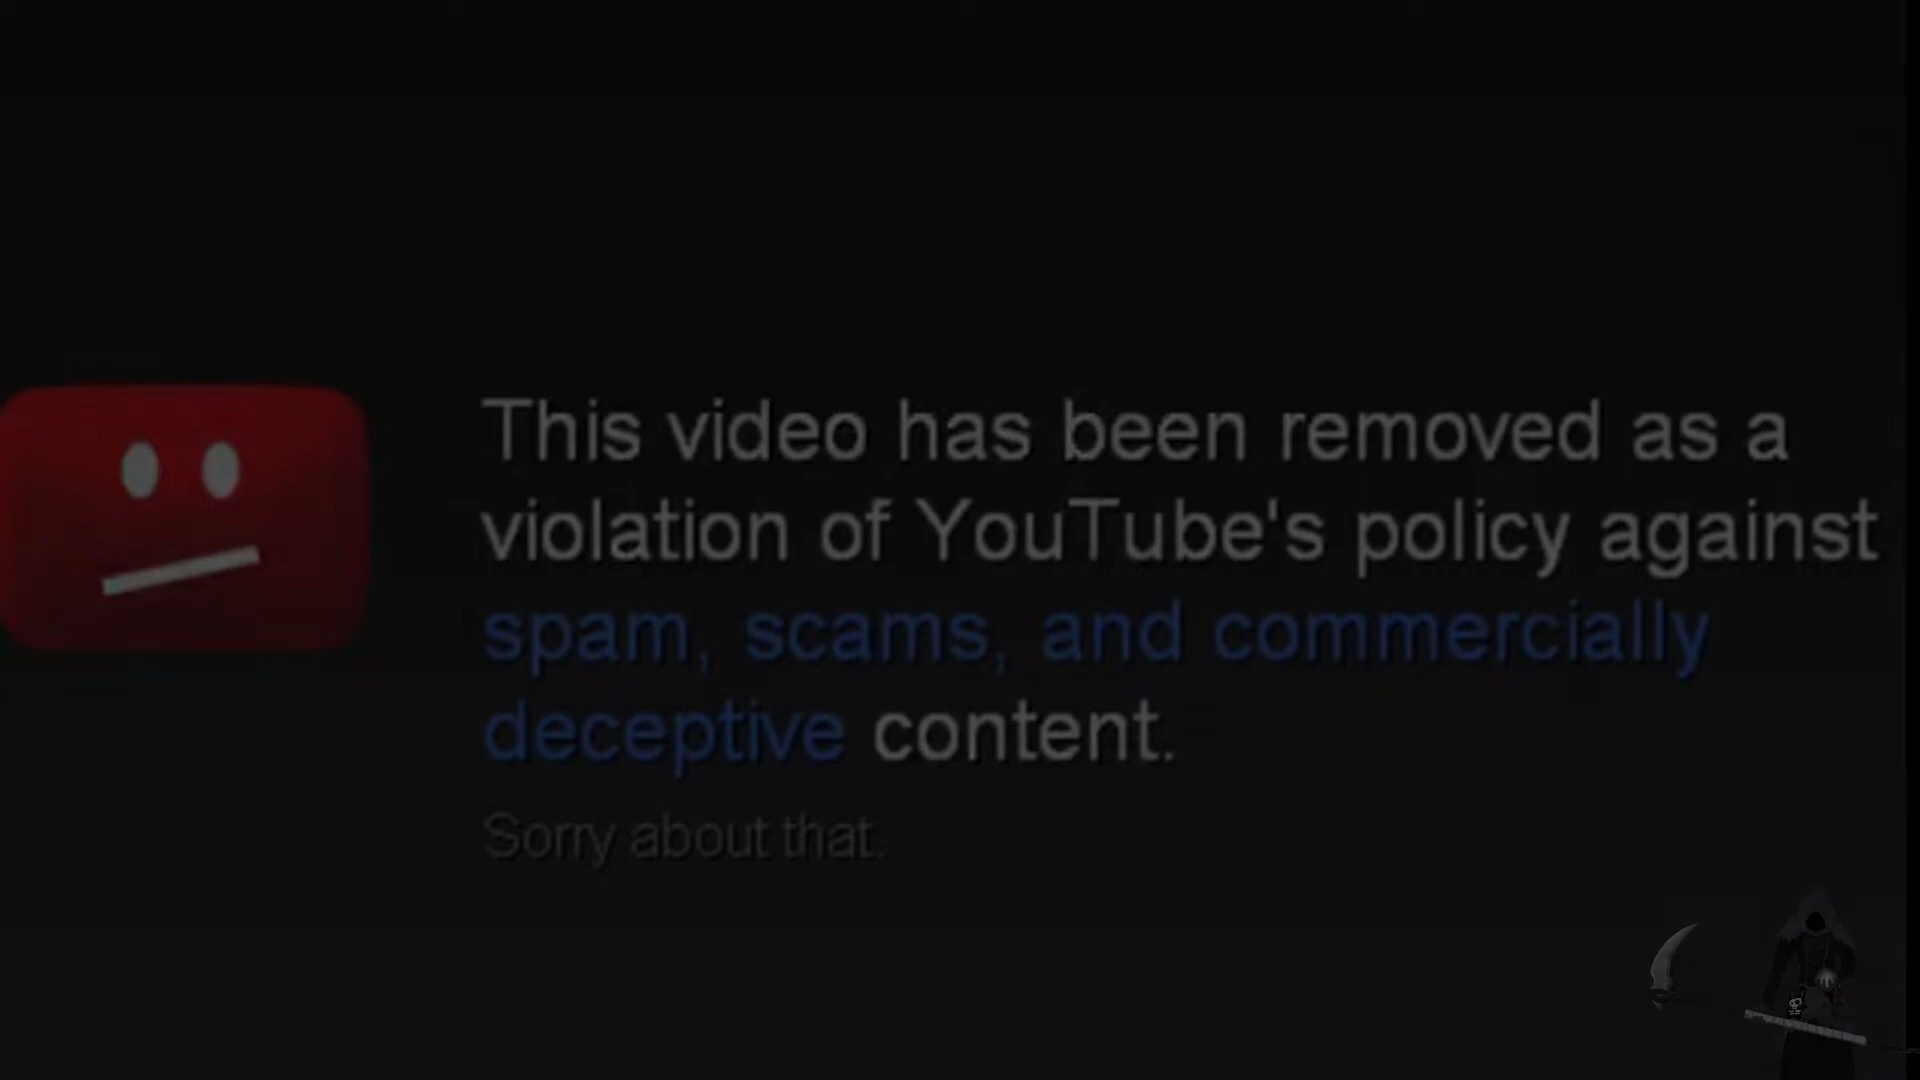 This video has been removed as a
violation of YouTube's policy against
spam, scams, and commercially
deceptive content.
Sorry about that.